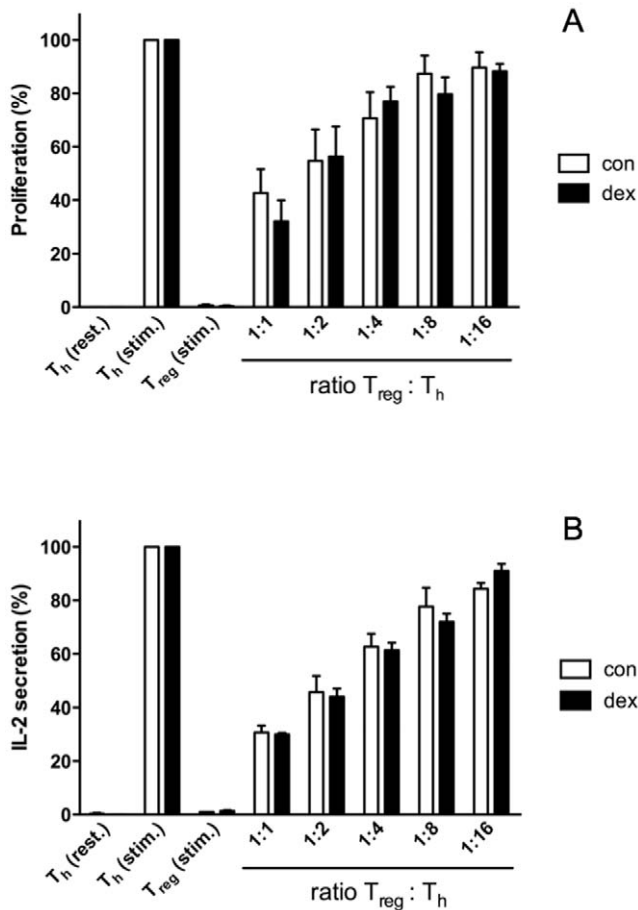 A
Proliferation (%)
100
80
60
40
20
0
con
dex
Th (rest.)
Th (stim.)
Treg (stim.)
1:1
1:2
1:4
1:8
1:16
ratio Treg : Th
B
IL-2 secretion (%)
100
80
60
40
20
0
con
dex
Th (rest.)
Th (stim.)
Treg (stim.)
1:1
1:2
1:4
1:8
1:16
ratio Treg : Th